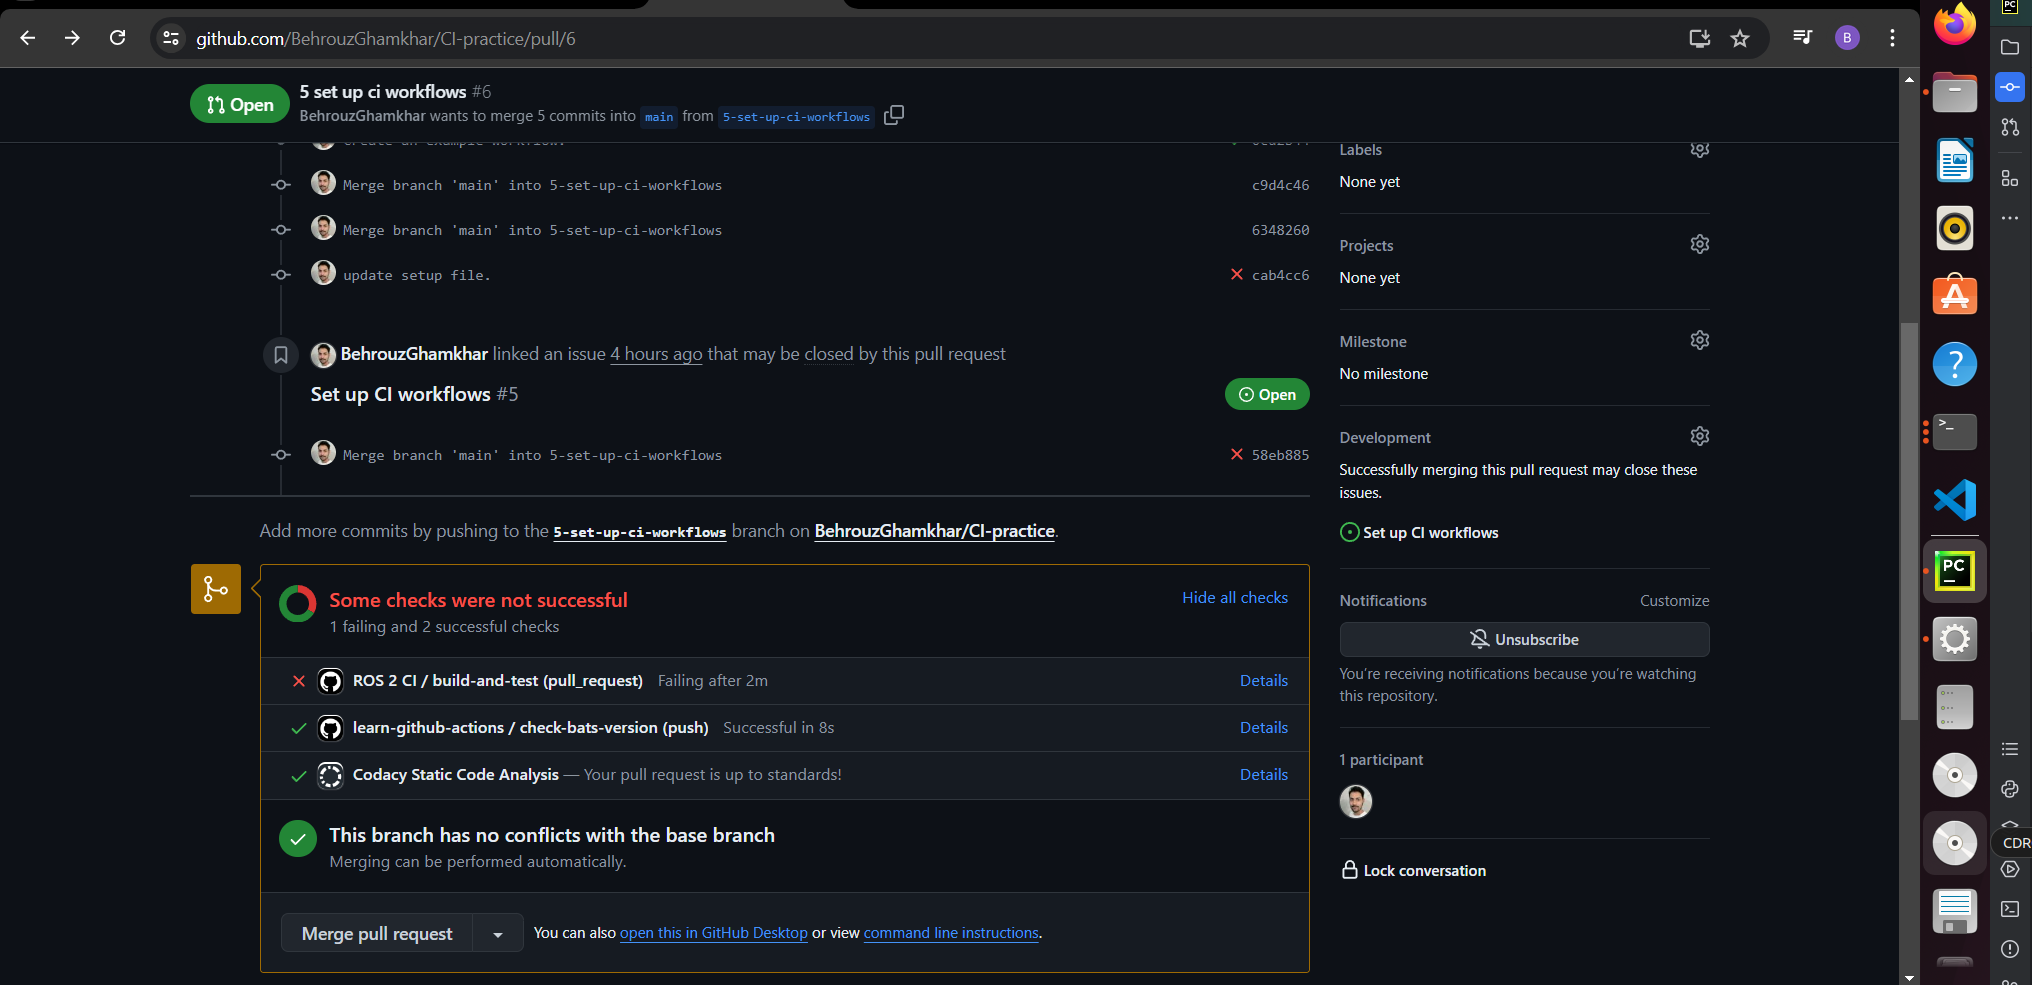 github.com/BehrouzGhamkhar/CI-practice/pull/6
B
PC
Open
5 set up ci workflows #6
BehrouzGhamkhar wants to merge 5 commits into main from 5-set-up-ci-workflows
create an example workflow.
Merge branch 'main' into 5-set-up-ci-workflows c9d4c46
Merge branch 'main' into 5-set-up-ci-workflows 6348260
update setup file. cab4cc6
BehrouzGhamkhar linked an issue 4 hours ago that may be closed by this pull request
Set up CI workflows #5
Open
Merge branch 'main' into 5-set-up-ci-workflows 58eb885
Add more commits by pushing to the 5-set-up-ci-workflows branch on BehrouzGhamkhar/CI-practice.
Some checks were not successful
Hide all checks
1 failing and 2 successful checks
ROS 2 CI / build-and-test (pull_request) Failing after 2m Details
learn-github-actions / check-bats-version (push) Successful in 8s Details
Codacy Static Code Analysis — Your pull request is up to standards! Details
This branch has no conflicts with the base branch
Merging can be performed automatically.
Merge pull request
You can also open this in GitHub Desktop or view command line instructions.
Labels
None yet
Projects
None yet
Milestone
No milestone
Development
Successfully merging this pull request may close these
issues.
Set up CI workflows
Notifications
Customize
Unsubscribe
You're receiving notifications because you're watching
this repository.
1 participant
Lock conversation
PC
CDR